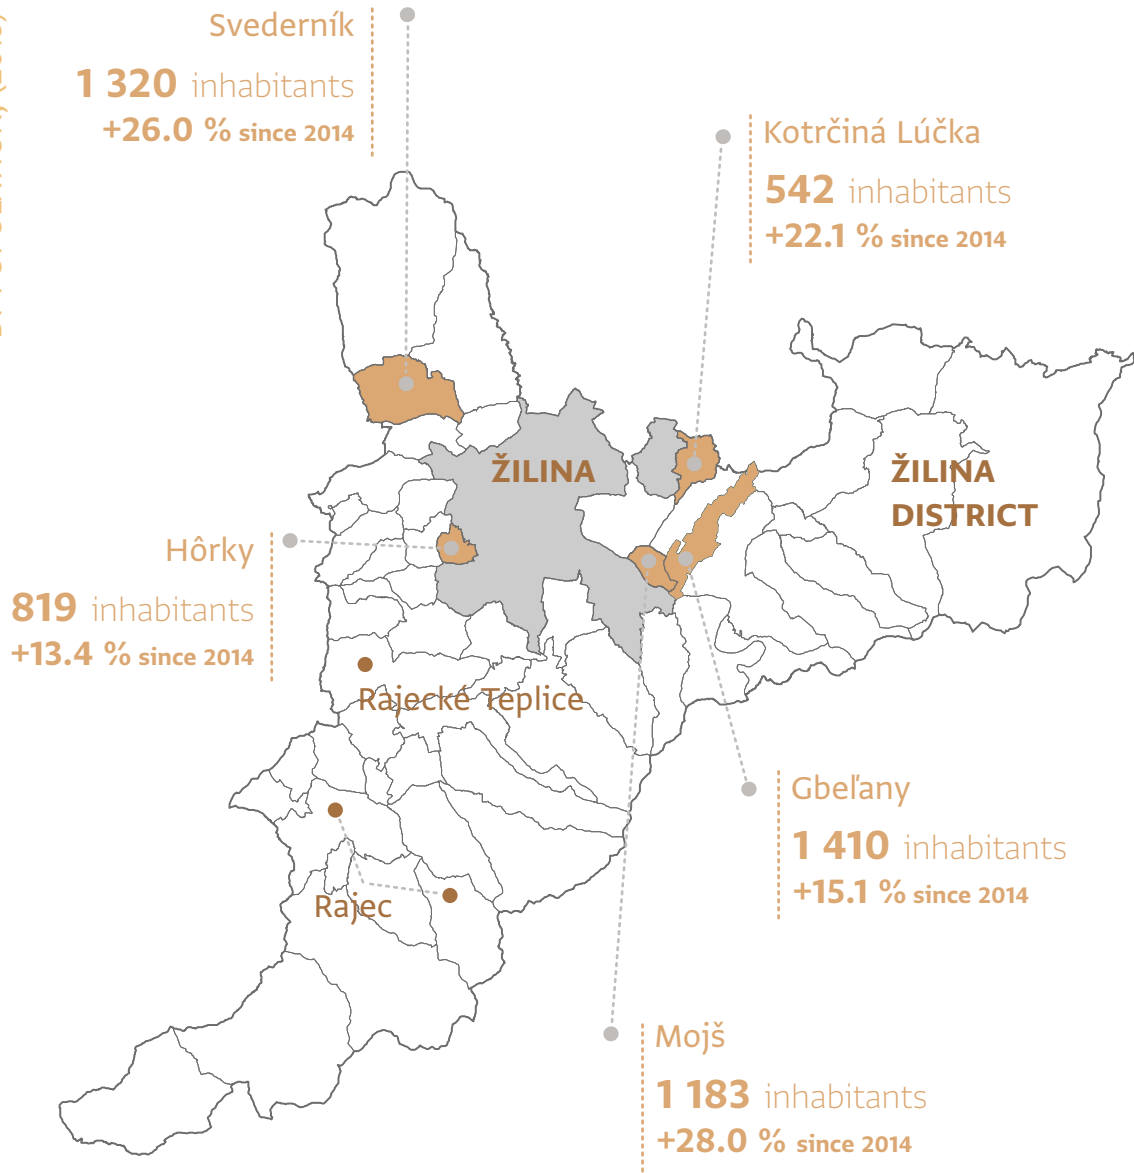 Svederník
1 320 inhabitants
+26.0 % since 2014
Kotrčiná Lúčka
542 inhabitants
+22.1 % since 2014
ŽILINA
ŽILINA
DISTRICT
Hôrky
819 inhabitants
+13.4 % since 2014
Rajecké Teplice
Gbeľany
1 410 inhabitants
+15.1 % since 2014
Rajec
Mojš
1 183 inhabitants
+28.0 % since 2014